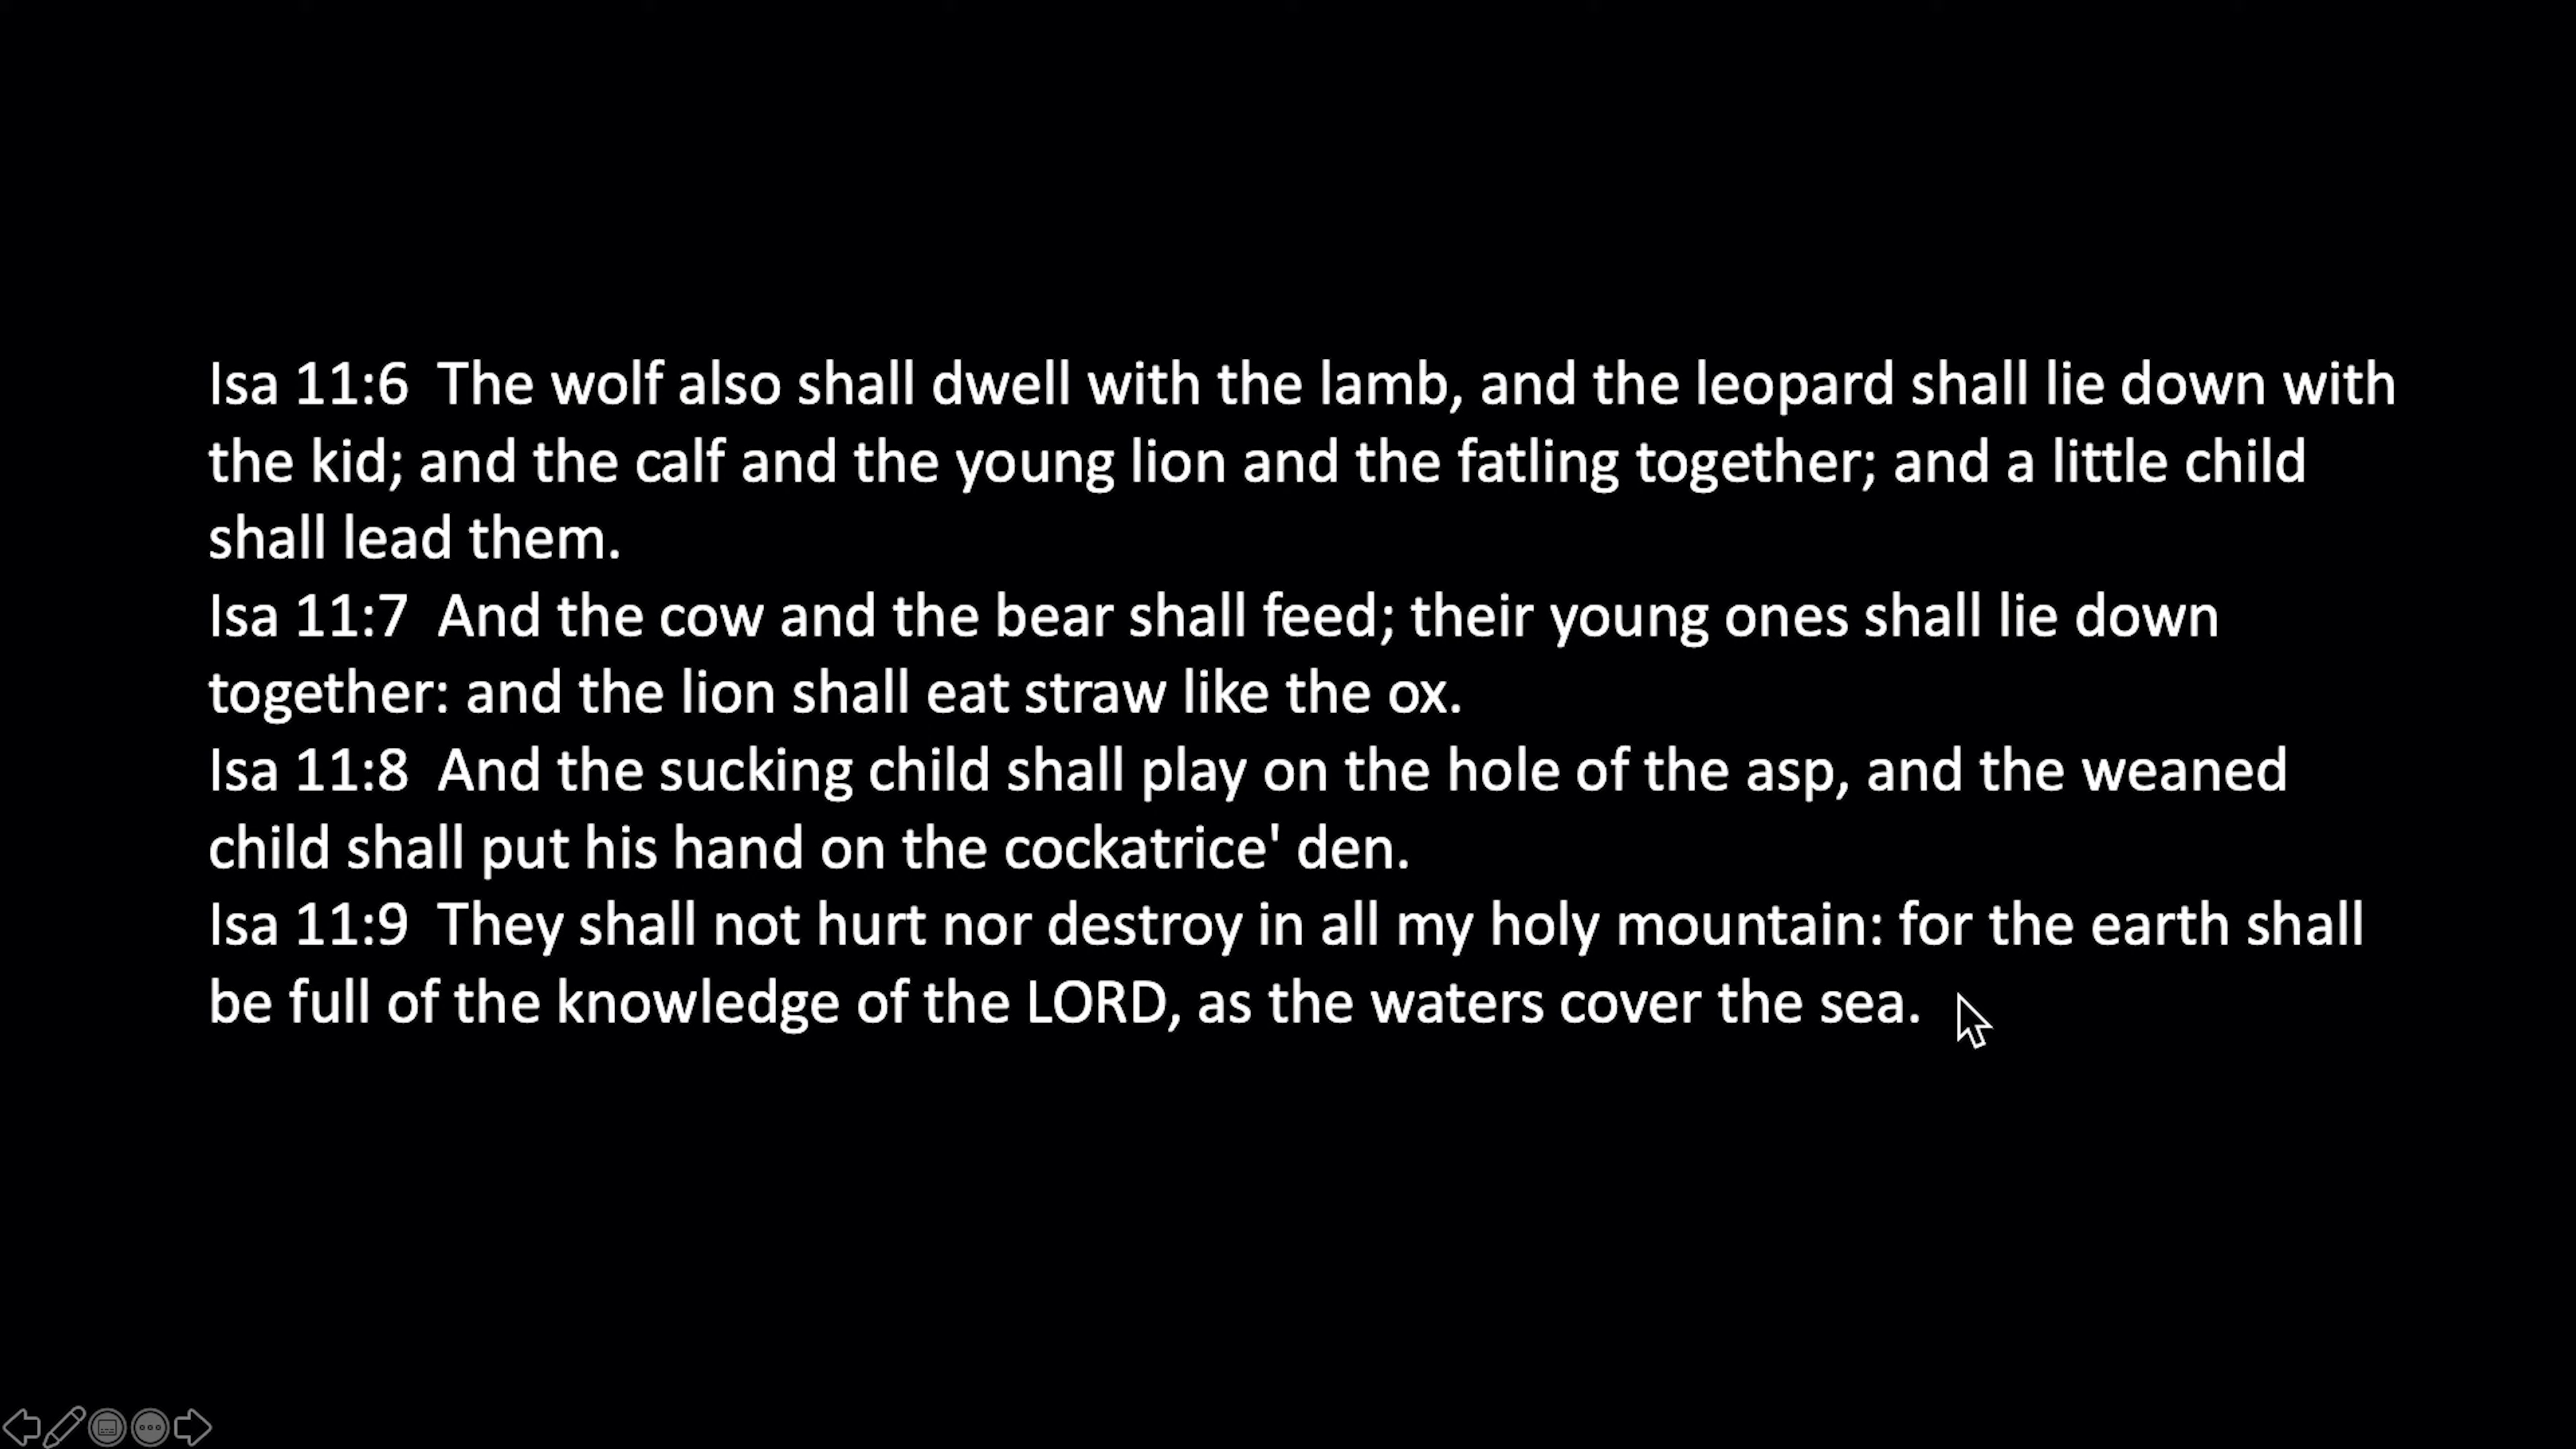 Isa 11:6  The wolf also shall dwell with the lamb, and the leopard shall lie down with
the kid; and the calf and the young lion and the fatling together; and a little child
shall lead them.
Isa 11:7  And the cow and the bear shall feed; their young ones shall lie down
together: and the lion shall eat straw like the ox.
Isa 11:8  And the sucking child shall play on the hole of the asp, and the weaned
child shall put his hand on the cockatrice' den.
Isa 11:9  They shall not hurt nor destroy in all my holy mountain: for the earth shall
be full of the knowledge of the LORD, as the waters cover the sea.